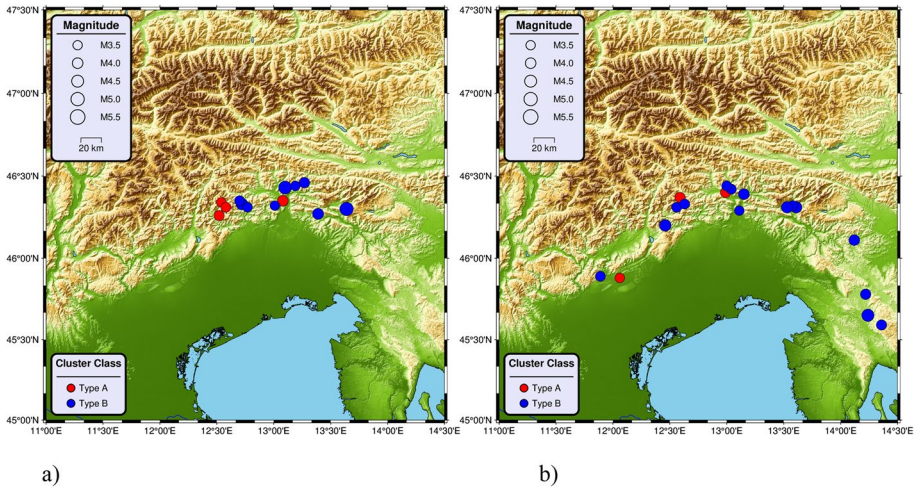 a)
47°30'N
47°00'N
46°30'N
46°00'N
45°30'N
45°00'N
11°00'E
11°30'E
12°00'E
12°30'E
13°00'E
13°30'E
14°00'E
14°30'E
Magnitude
M3.5
M4.0
M4.5
M5.0
M5.5
20 km
Cluster Class
Type A
Type B
b)
47°30'N
47°00'N
46°30'N
46°00'N
45°30'N
45°00'N
11°00'E
11°30'E
12°00'E
12°30'E
13°00'E
13°30'E
14°00'E
14°30'E
Magnitude
M3.5
M4.0
M4.5
M5.0
M5.5
20 km
Cluster Class
Type A
Type B